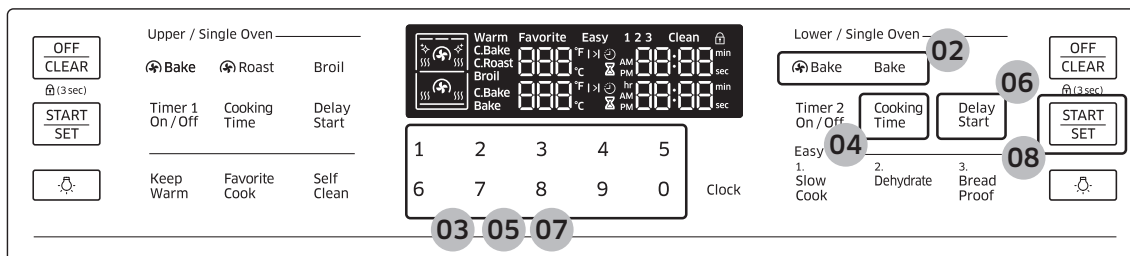 OFF
CLEAR
(3 sec)
START
SET
Upper / Single Oven
Bake Roast Broil
Timer 1 On / Off
Cooking Time
Delay Start
Keep Warm
Favorite Cook
Self Clean
Warm Favorite Easy 1 2 3 Clean
C.Bake
C.Roast
Broil
888 °F °C AM PM 88:88 min sec
C.Bake
Bake
888 °F °C hr AM PM 88:88 min sec
1 2 3 4 5
6 7 8 9 0
Clock
03 05 07
Lower / Single Oven
02
Bake Bake
Timer 2 On / Off
Cooking Time
Delay Start
04
06
Easy
1. Slow Cook
2. Dehydrate
3. Bread Proof
OFF
CLEAR
(3 sec)
START
SET
08